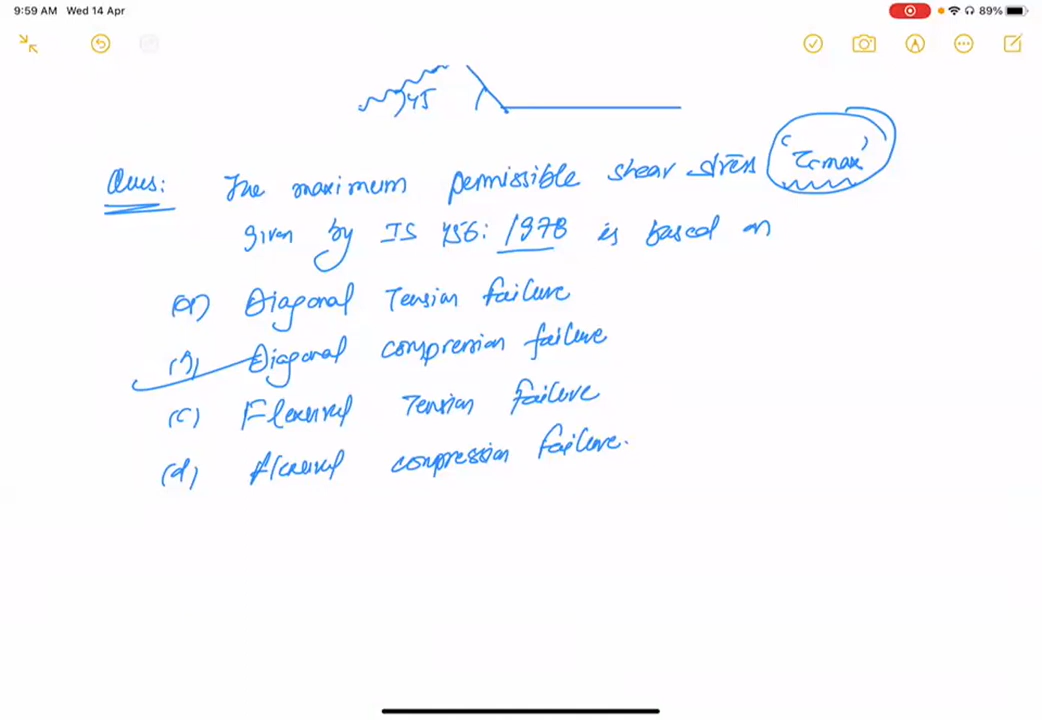 9:59 AM Wed 14 Apr 89%
45
Ques: The maximum permissible shear stress 'τcmax'
given by IS 456: 1978 is based on
(a) Diagonal Tension failure
(b) Diagonal compression failure
(c) Flexural Tension failure
(d) flexural compression failure.